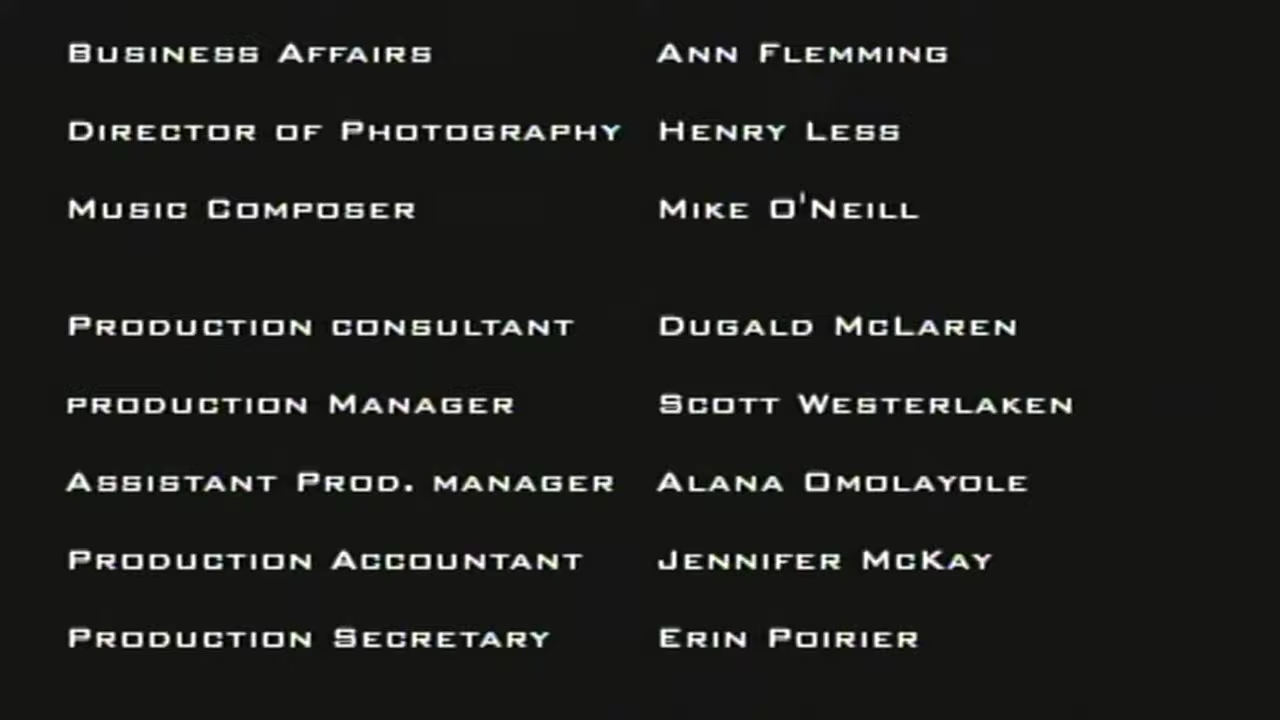 Business Affairs Ann Flemming
Director of Photography Henry Less
Music Composer Mike O'Neill
Production consultant Dugald McLaren
production Manager Scott Westerlaken
Assistant Prod. manager Alana Omolayole
Production Accountant Jennifer McKay
Production Secretary Erin Poirier